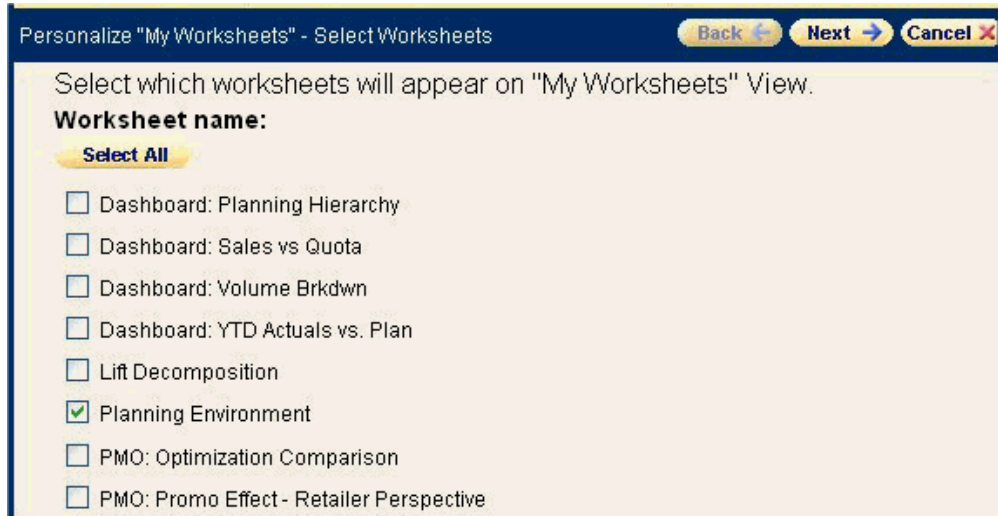 Personalize "My Worksheets" - Select Worksheets Back Next Cancel
Select which worksheets will appear on "My Worksheets" View.
Worksheet name:
Select All
Dashboard: Planning Hierarchy
Dashboard: Sales vs Quota
Dashboard: Volume Brkdwn
Dashboard: YTD Actuals vs. Plan
Lift Decomposition
Planning Environment
PMO: Optimization Comparison
PMO: Promo Effect - Retailer Perspective